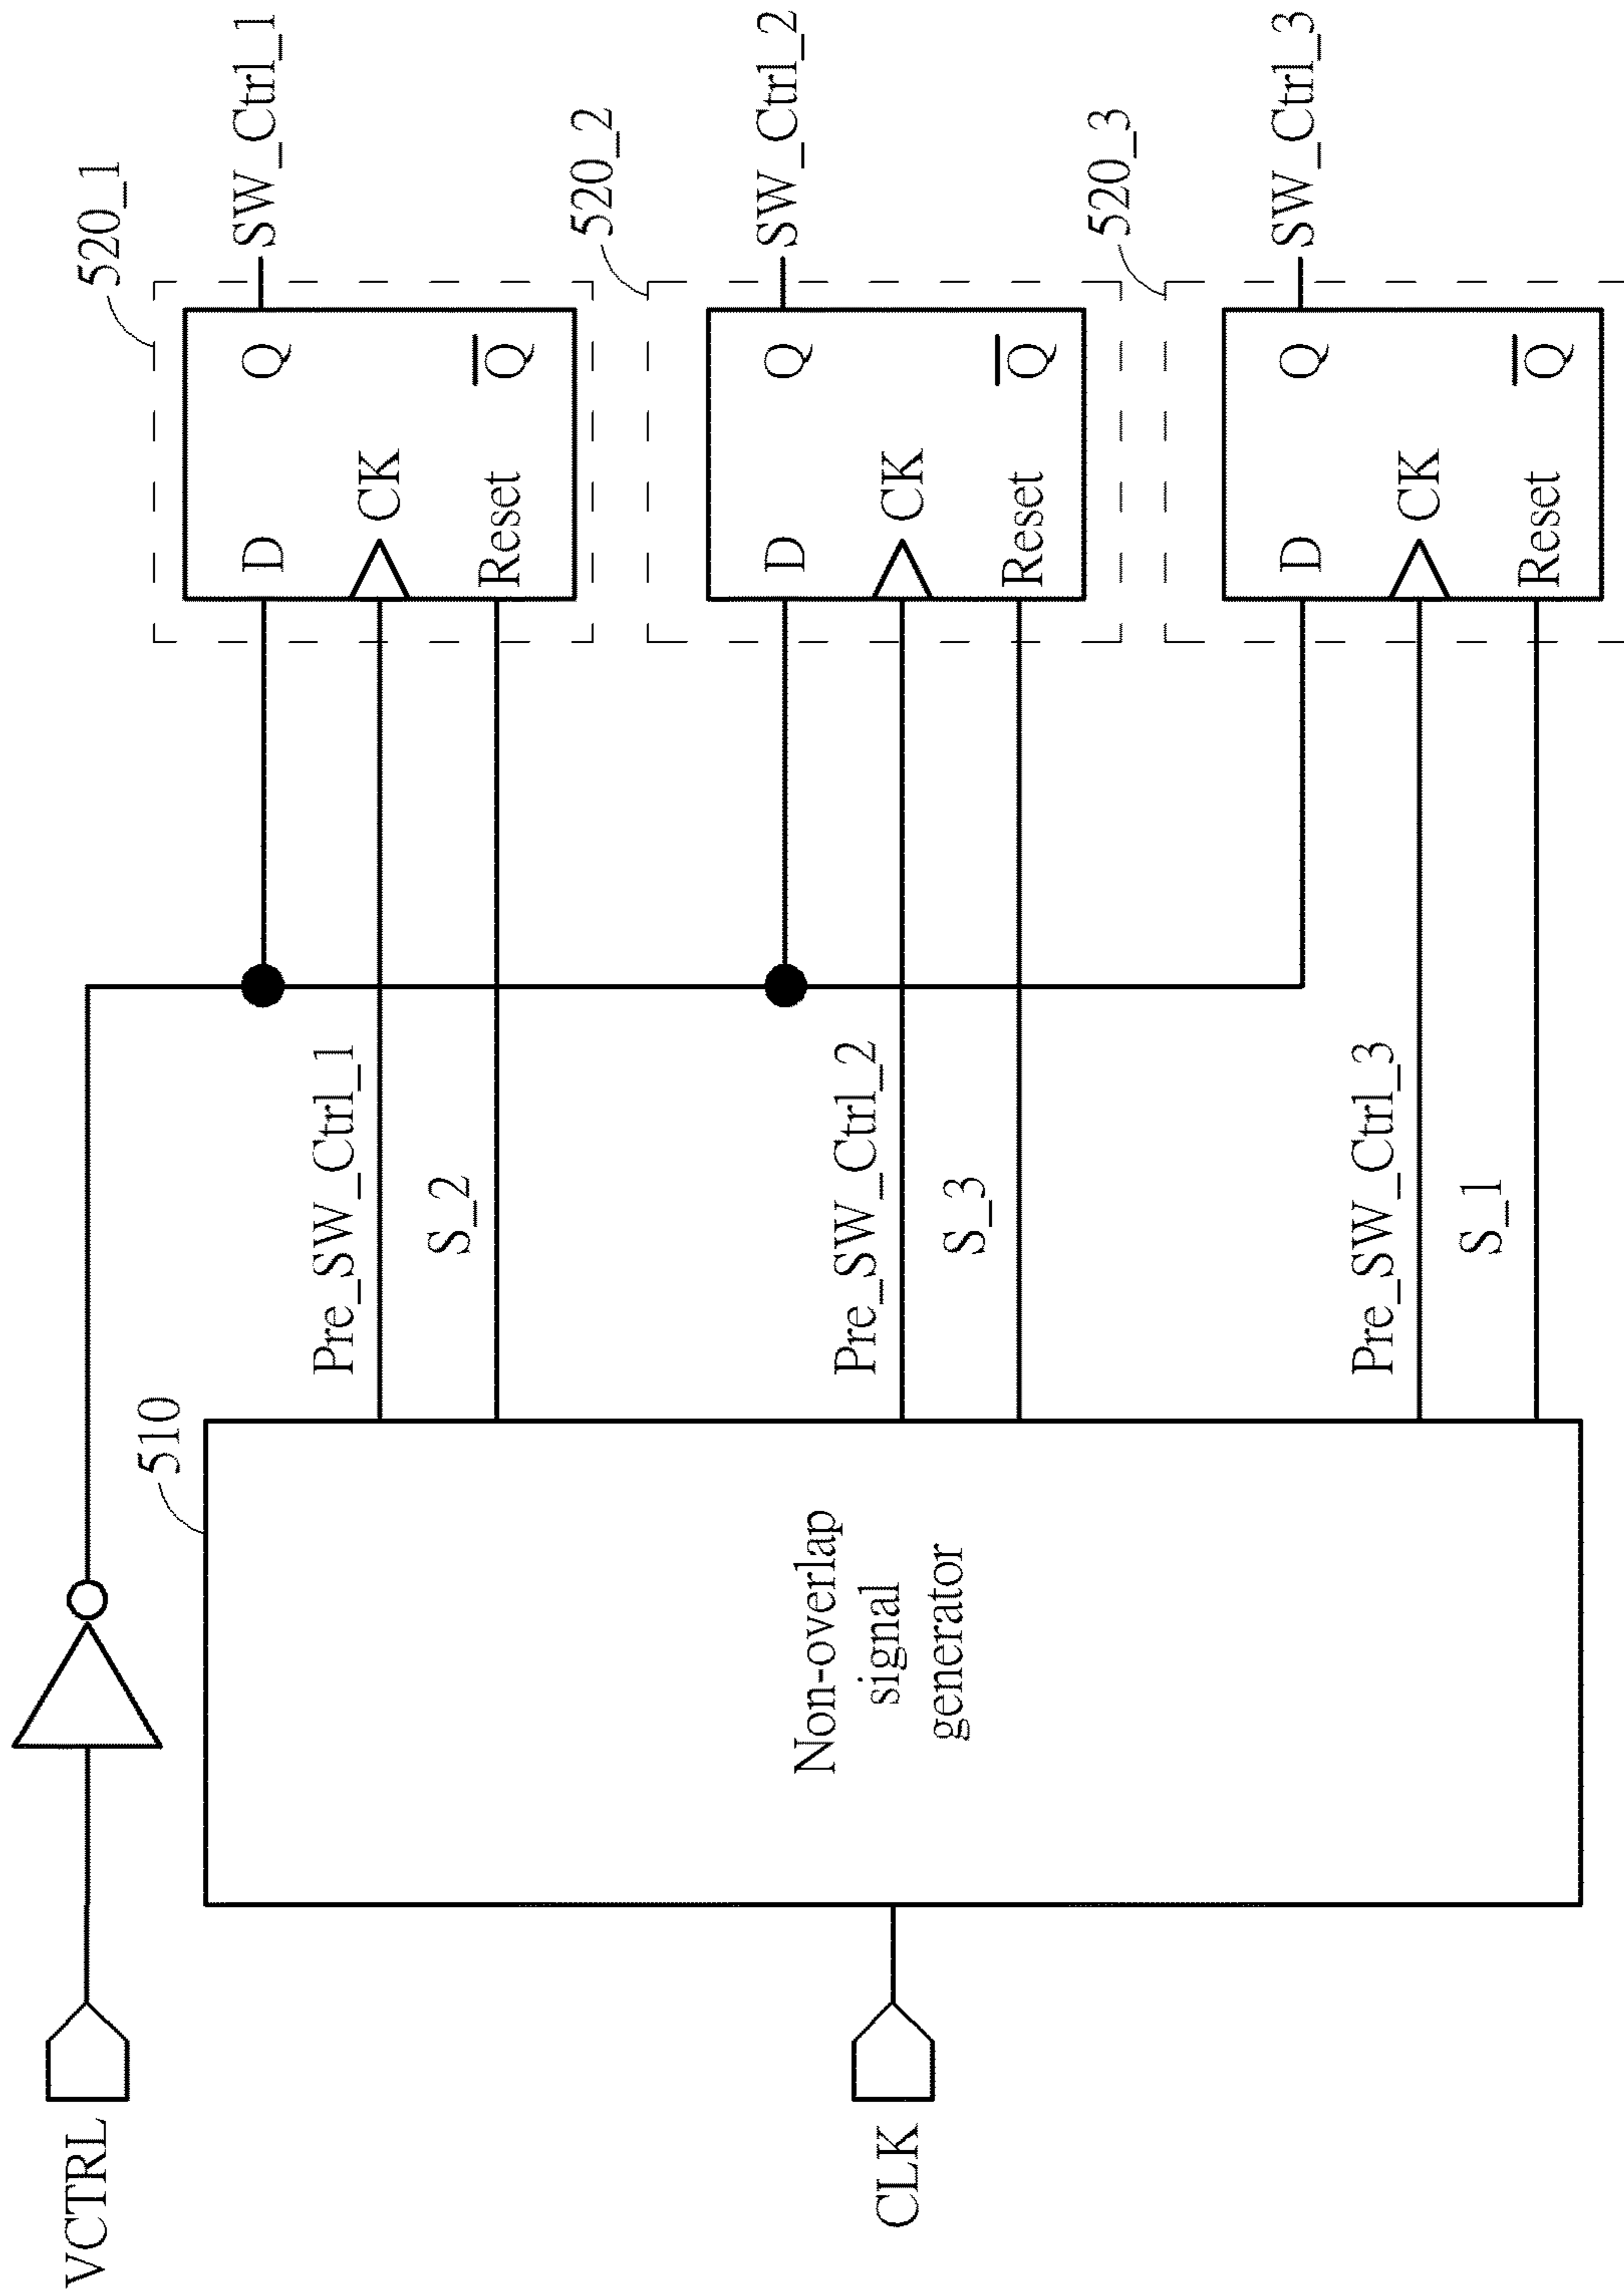 VCTRL
CLK
510
Non-overlap
signal
generator
Pre_SW_Ctrl_1
S_2
Pre_SW_Ctrl_2
S_3
Pre_SW_Ctrl_3
S_1
520_1
D
Q
CK
Reset
Q̅
SW_Ctrl_1
520_2
D
Q
CK
Reset
Q̅
SW_Ctrl_2
520_3
D
Q
CK
Reset
Q̅
SW_Ctrl_3